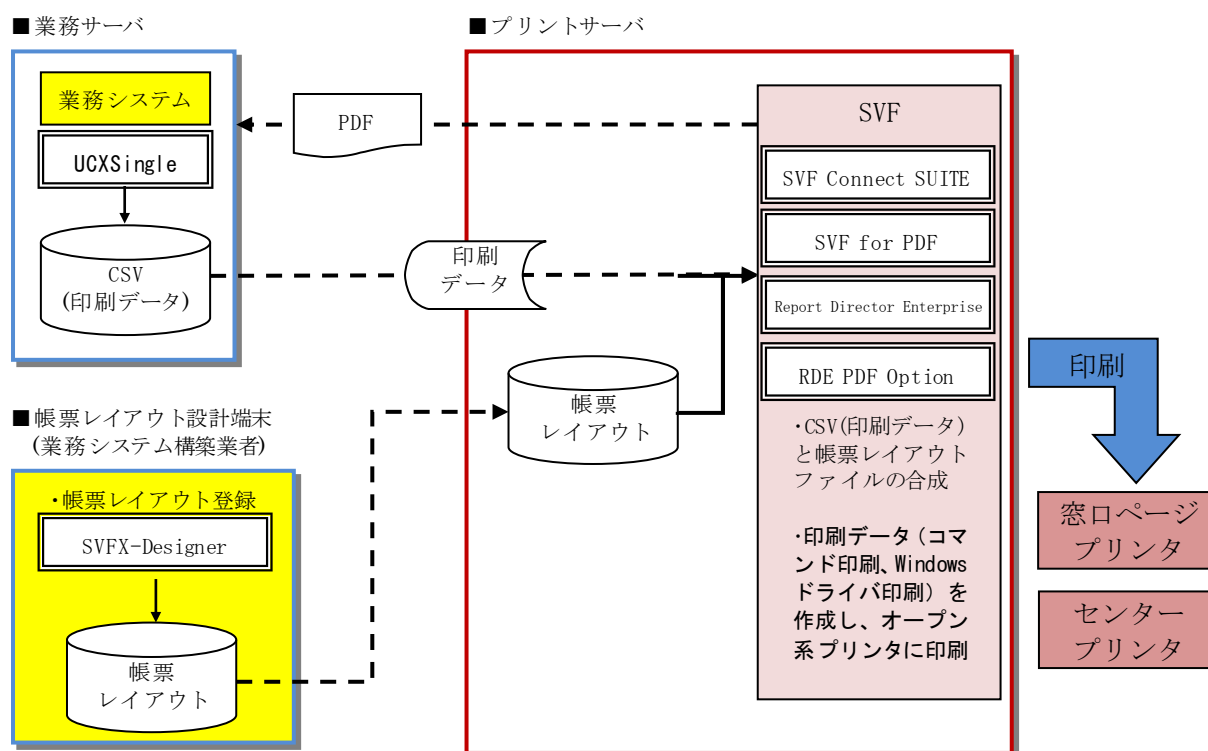 ■業務サーバ
業務システム
UCXSingle
CSV
(印刷データ)
PDF
■プリントサーバ
印刷
データ
帳票
レイアウト
SVF
SVF Connect SUITE
SVF for PDF
Report Director Enterprise
RDE PDF Option
・CSV(印刷データ)
と帳票レイアウト
ファイルの合成
・印刷データ(コマ
ンド印刷、Windows
ドライバ印刷)を
作成し、オープン
系プリンタに印刷
印刷
窓口ページ
プリンタ
センター
プリンタ
■帳票レイアウト設計端末
(業務システム構築業者)
・帳票レイアウト登録
SVFX-Designer
帳票
レイアウト